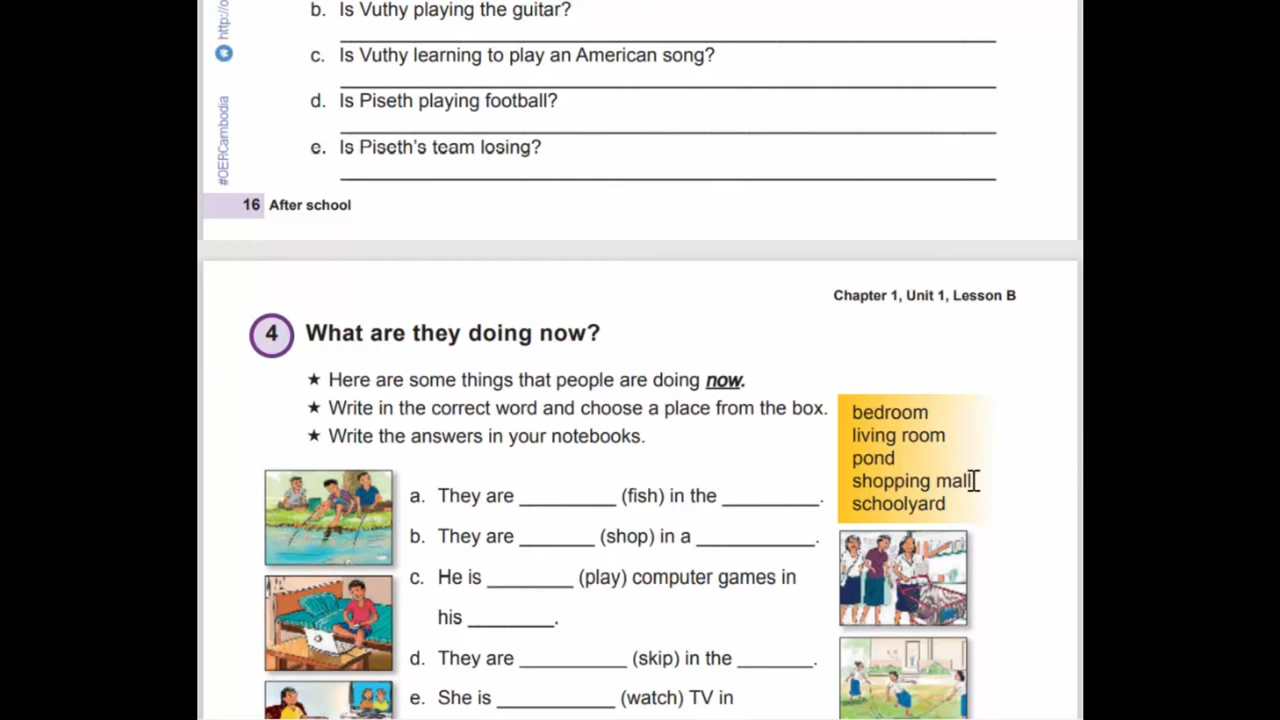 http://o
#OERCambodia
b. Is Vuthy playing the guitar?
c. Is Vuthy learning to play an American song?
d. Is Piseth playing football?
e. Is Piseth's team losing?
16 After school
Chapter 1, Unit 1, Lesson B
4 What are they doing now?
★ Here are some things that people are doing now.
★ Write in the correct word and choose a place from the box.
★ Write the answers in your notebooks.
bedroom
living room
pond
shopping mall
schoolyard
a. They are _________ (fish) in the _________.
b. They are _______ (shop) in a ___________.
c. He is ________ (play) computer games in
his ________.
d. They are __________ (skip) in the _______.
e. She is ___________ (watch) TV in